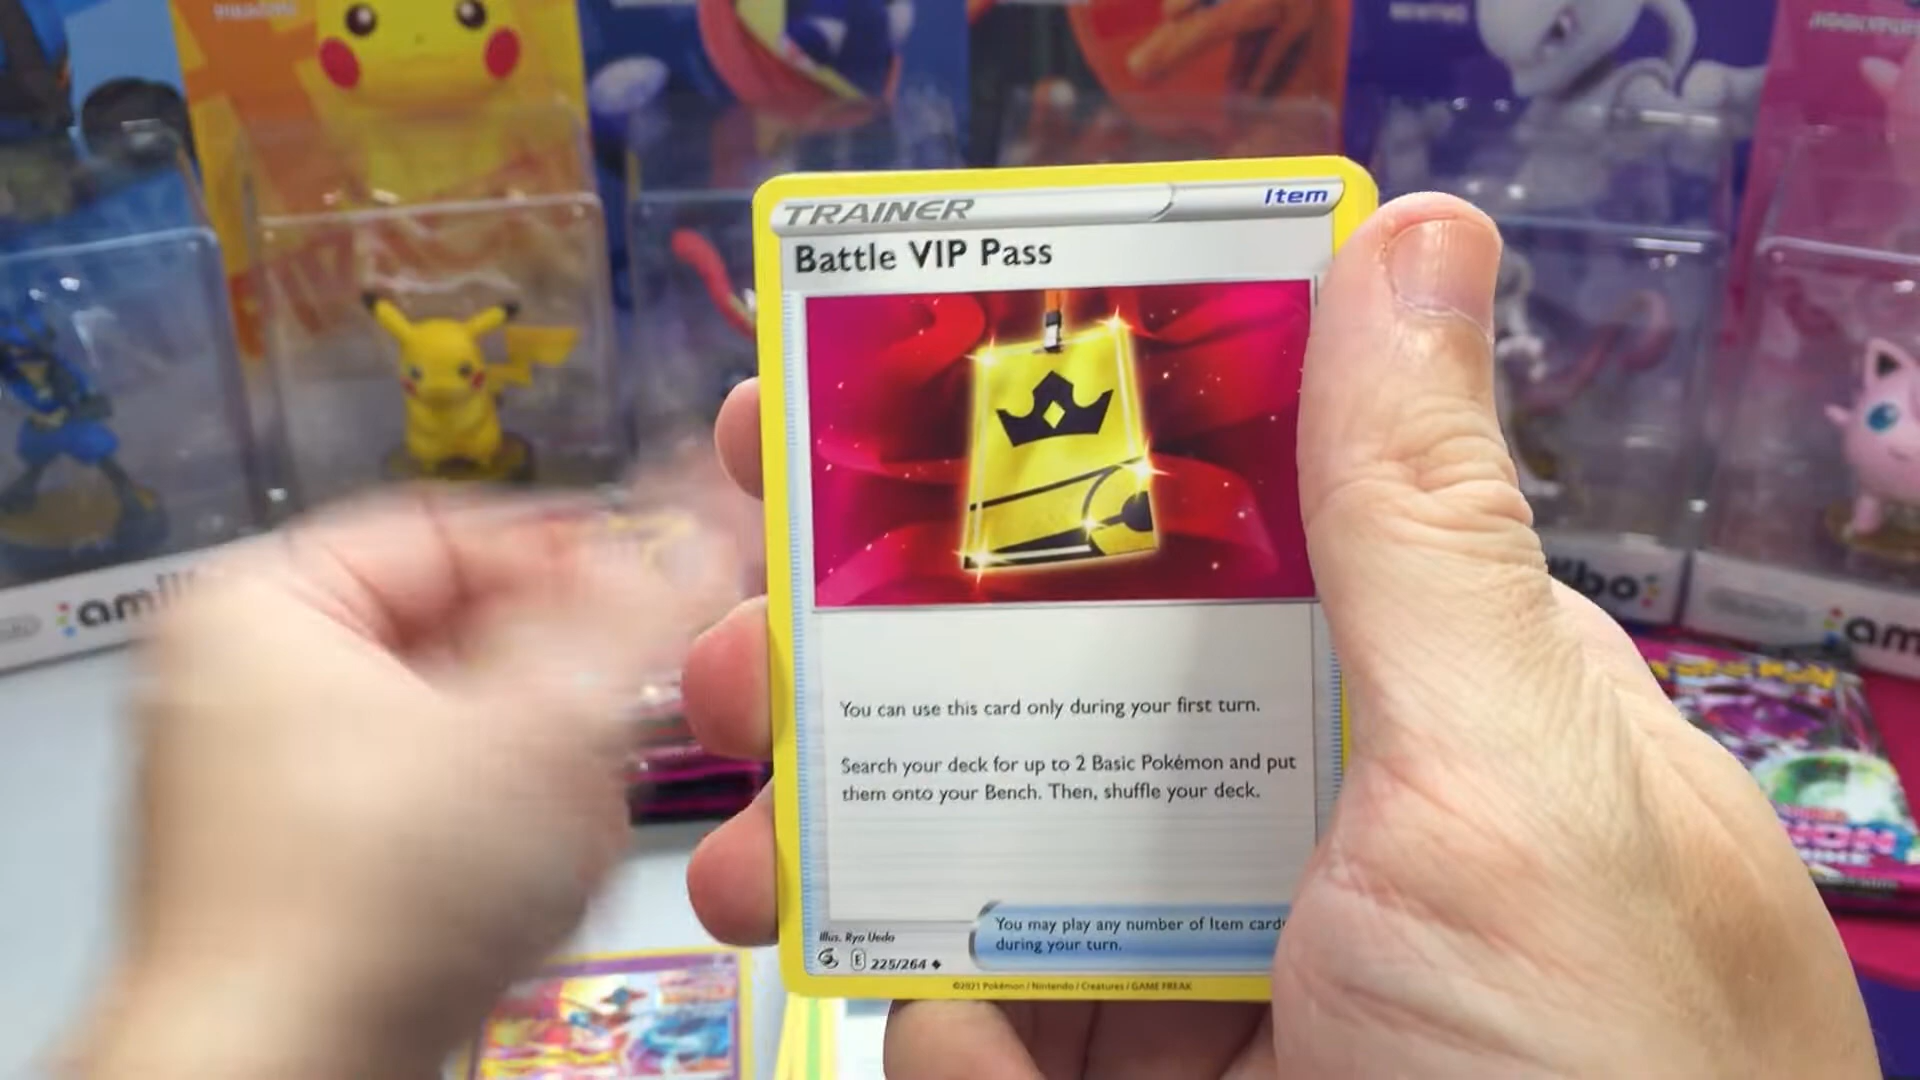 TRAINER
Item
Battle VIP Pass
You can use this card only during your first turn.
Search your deck for up to 2 Basic Pokémon and put
them onto your Bench. Then, shuffle your deck.
You may play any number of Item card
during your turn.
Illus. Ryo Ueda
E 225/264
©2021 Pokémon / Nintendo / Creatures / GAME FREAK